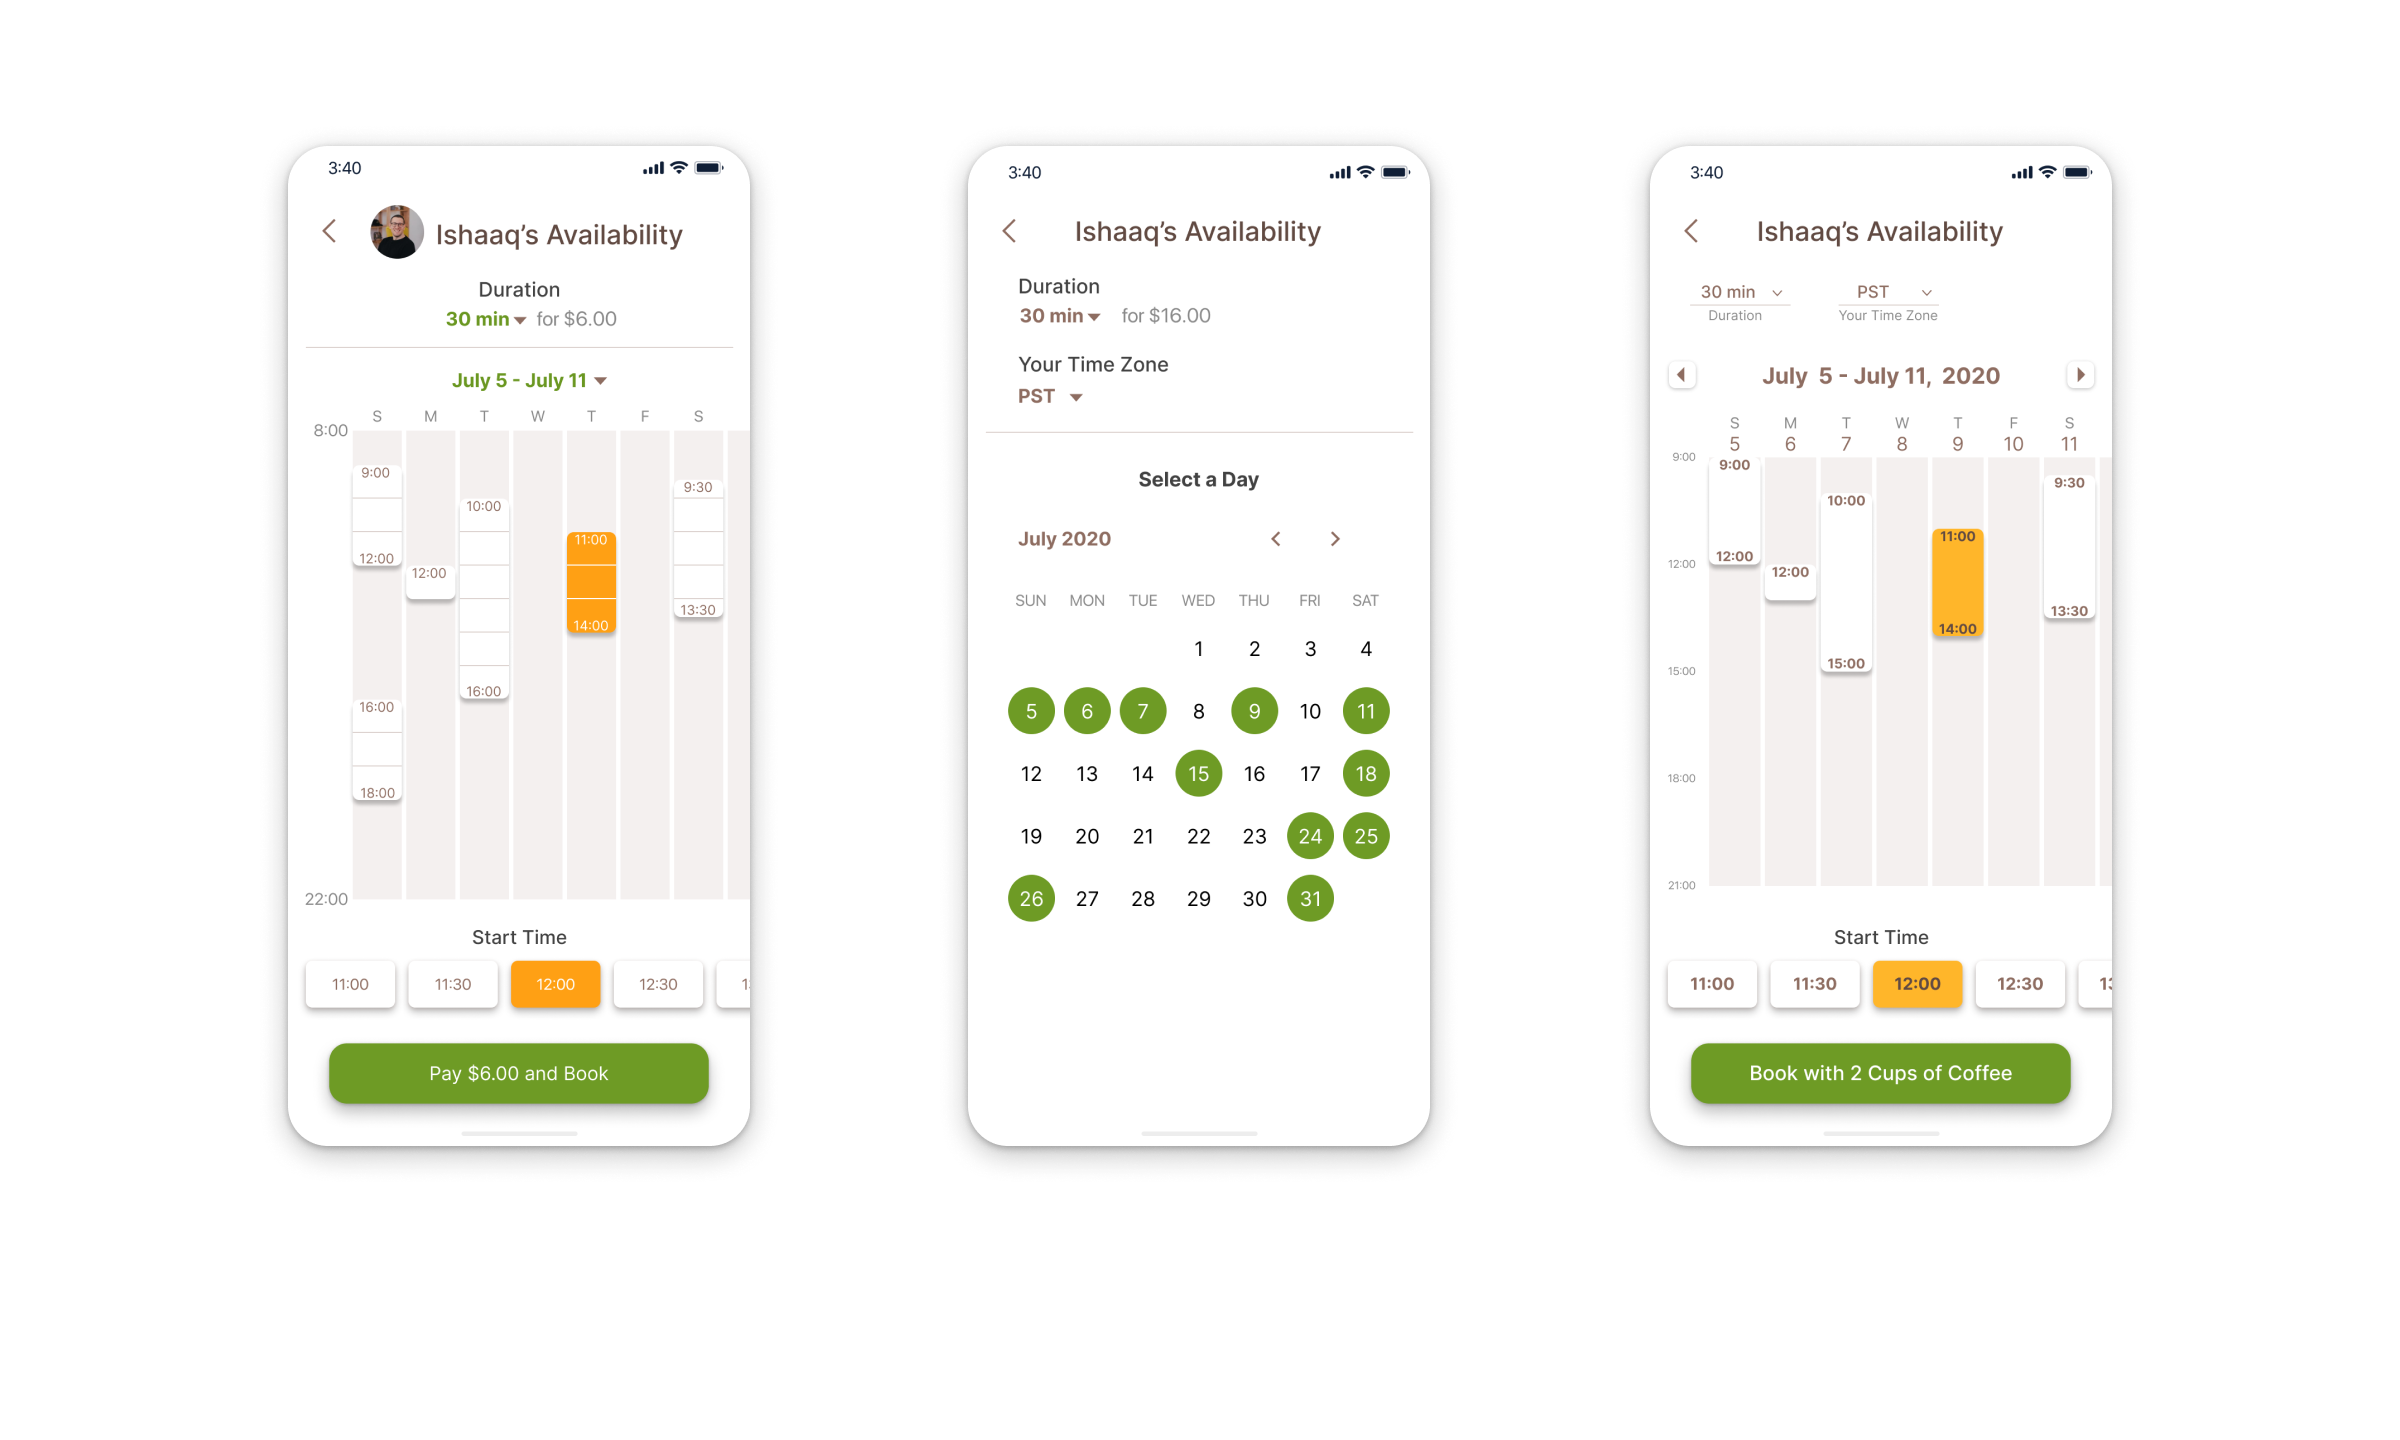 3:40
Ishaaq's Availability
Duration
30 min for $6.00
July 5 - July 11
S M T W T F S
8:00
9:00
9:30
10:00
11:00
12:00
12:00
13:30
14:00
16:00
16:00
18:00
22:00
Start Time
11:00 11:30 12:00 12:30 1
Pay $6.00 and Book
3:40
Ishaaq's Availability
Duration
30 min for $16.00
Your Time Zone
PST
Select a Day
July 2020
SUN MON TUE WED THU FRI SAT
1 2 3 4
5 6 7 8 9 10 11
12 13 14 15 16 17 18
19 20 21 22 23 24 25
26 27 28 29 30 31
3:40
Ishaaq's Availability
30 min PST
Duration Your Time Zone
July 5 - July 11, 2020
S M T W T F S
5 6 7 8 9 10 11
9:00
9:00
9:30
10:00
11:00
12:00
12:00
12:00
13:30
14:00
15:00
15:00
18:00
21:00
Start Time
11:00 11:30 12:00 12:30 1
Book with 2 Cups of Coffee